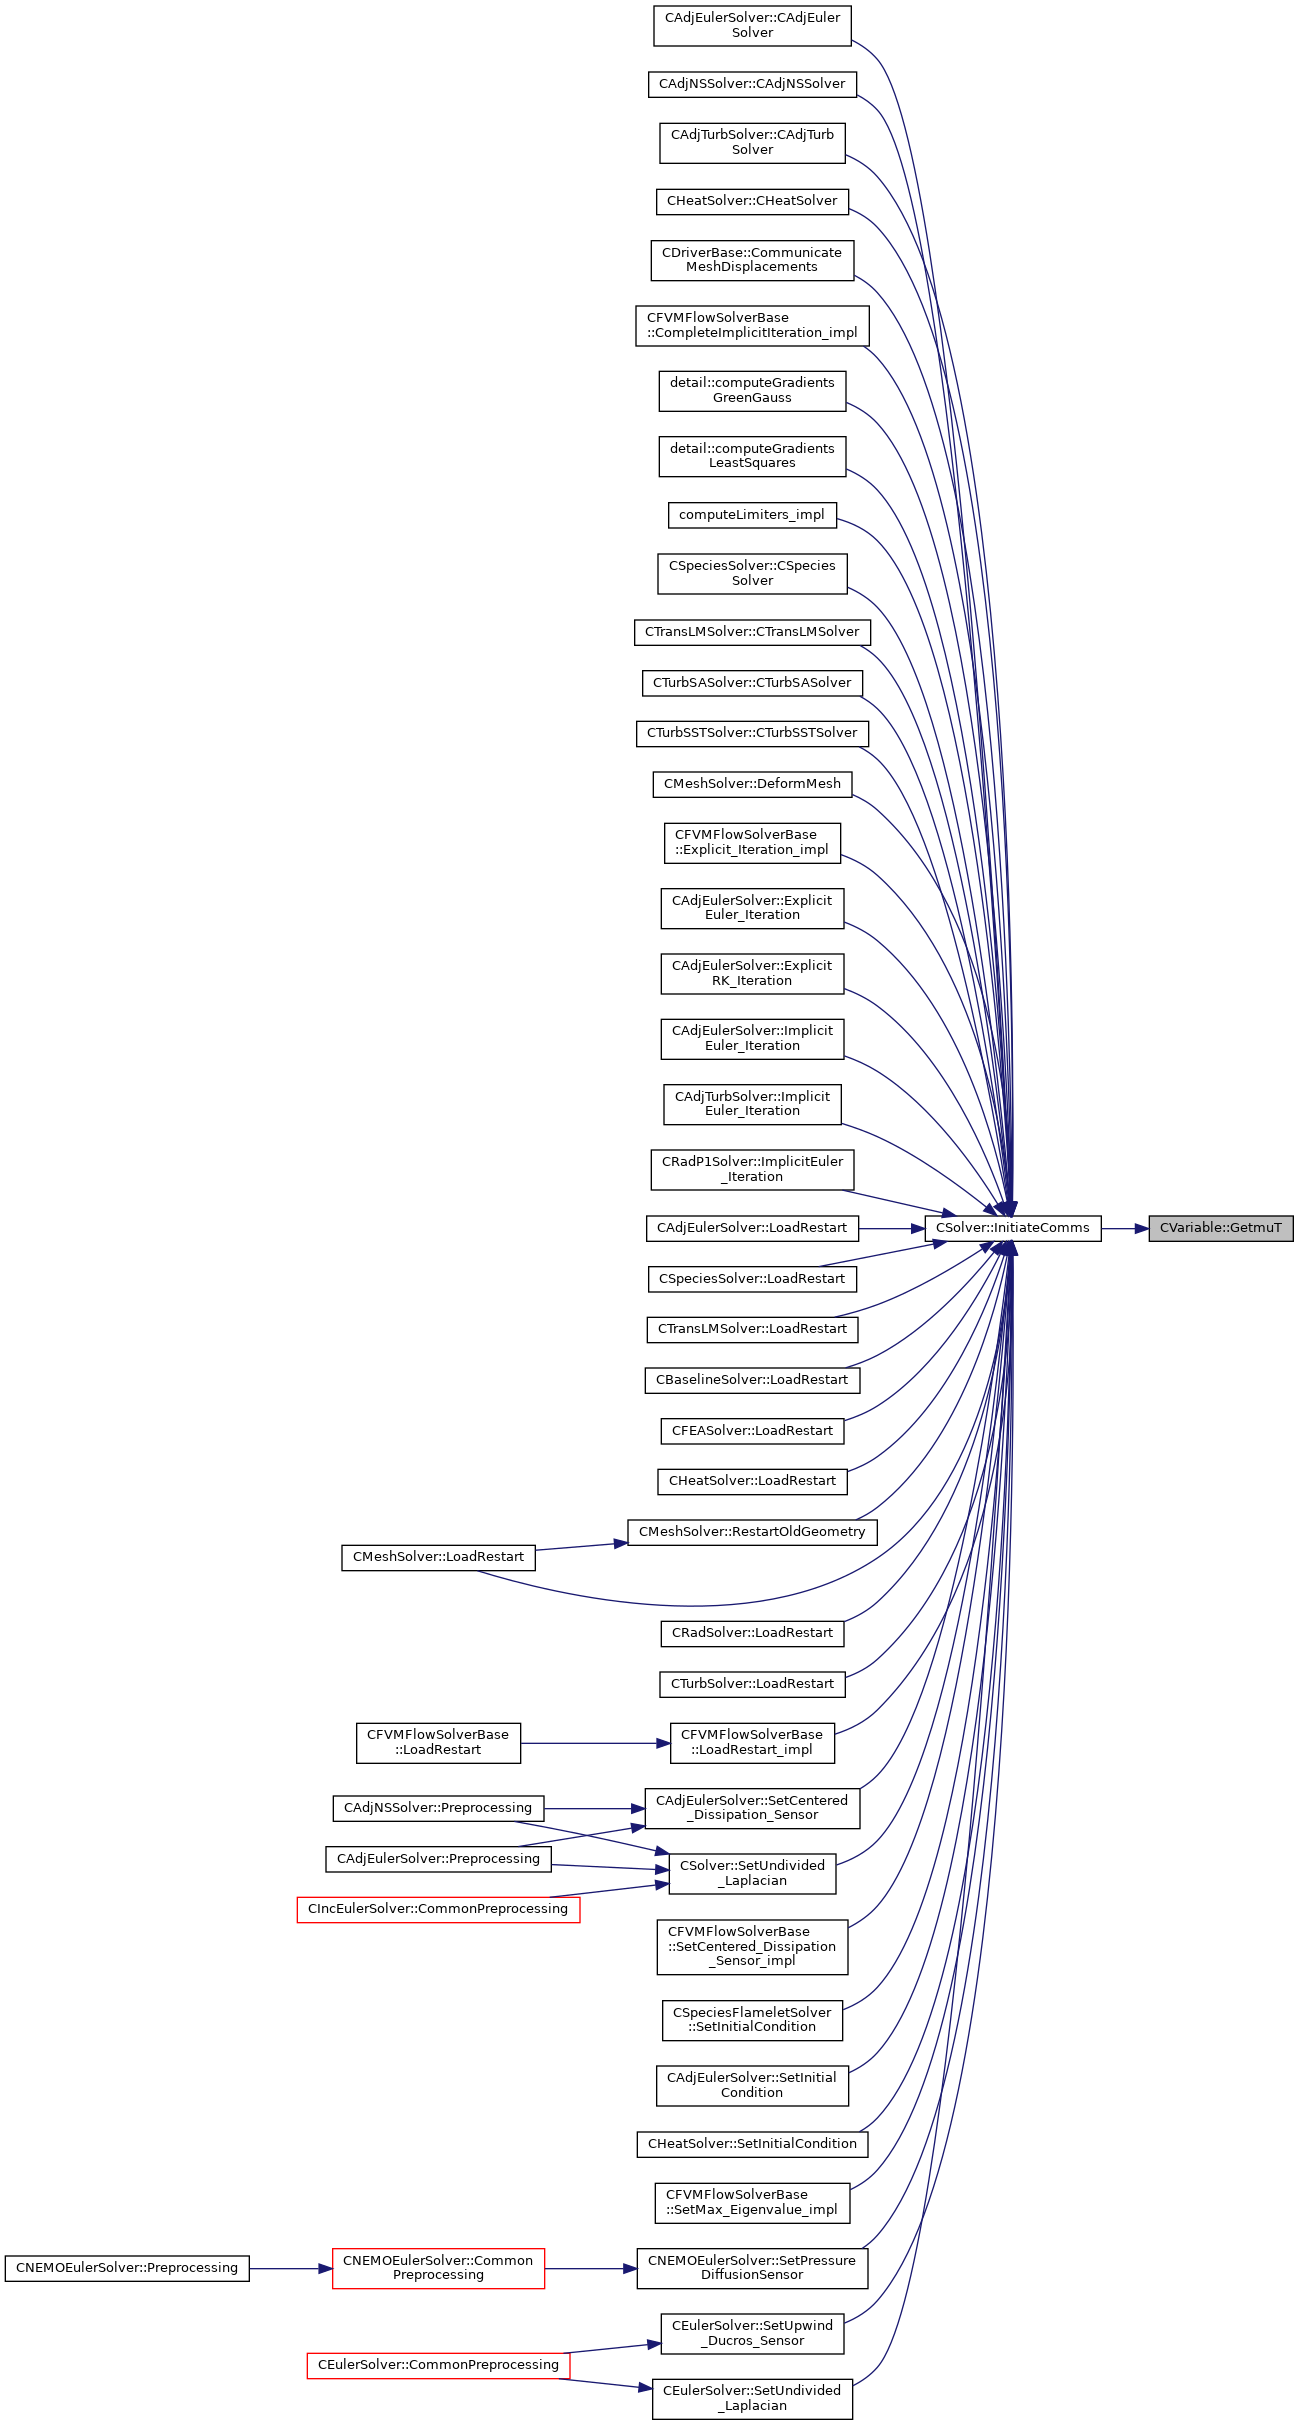 CAdjEulerSolver::CAdjEuler
Solver
CAdjNSSolver::CAdjNSSolver
CAdjTurbSolver::CAdjTurb
Solver
CHeatSolver::CHeatSolver
CDriverBase::Communicate
MeshDisplacements
CFVMFlowSolverBase
::CompleteImplicitIteration_impl
detail::computeGradients
GreenGauss
detail::computeGradients
LeastSquares
computeLimiters_impl
CSpeciesSolver::CSpecies
Solver
CTransLMSolver::CTransLMSolver
CTurbSASolver::CTurbSASolver
CTurbSSTSolver::CTurbSSTSolver
CMeshSolver::DeformMesh
CFVMFlowSolverBase
::Explicit_Iteration_impl
CAdjEulerSolver::Explicit
Euler_Iteration
CAdjEulerSolver::Explicit
RK_Iteration
CAdjEulerSolver::Implicit
Euler_Iteration
CAdjTurbSolver::Implicit
Euler_Iteration
CRadP1Solver::ImplicitEuler
_Iteration
CAdjEulerSolver::LoadRestart
CSolver::InitiateComms
CVariable::GetmuT
CSpeciesSolver::LoadRestart
CTransLMSolver::LoadRestart
CBaselineSolver::LoadRestart
CFEASolver::LoadRestart
CHeatSolver::LoadRestart
CMeshSolver::RestartOldGeometry
CMeshSolver::LoadRestart
CRadSolver::LoadRestart
CTurbSolver::LoadRestart
CFVMFlowSolverBase
::LoadRestart
CFVMFlowSolverBase
::LoadRestart_impl
CAdjNSSolver::Preprocessing
CAdjEulerSolver::SetCentered
_Dissipation_Sensor
CAdjEulerSolver::Preprocessing
CSolver::SetUndivided
_Laplacian
CIncEulerSolver::CommonPreprocessing
CFVMFlowSolverBase
::SetCentered_Dissipation
_Sensor_impl
CSpeciesFlameletSolver
::SetInitialCondition
CAdjEulerSolver::SetInitial
Condition
CHeatSolver::SetInitialCondition
CFVMFlowSolverBase
::SetMax_Eigenvalue_impl
CNEMOEulerSolver::Preprocessing
CNEMOEulerSolver::Common
Preprocessing
CNEMOEulerSolver::SetPressure
DiffusionSensor
CEulerSolver::SetUpwind
_Ducros_Sensor
CEulerSolver::CommonPreprocessing
CEulerSolver::SetUndivided
_Laplacian